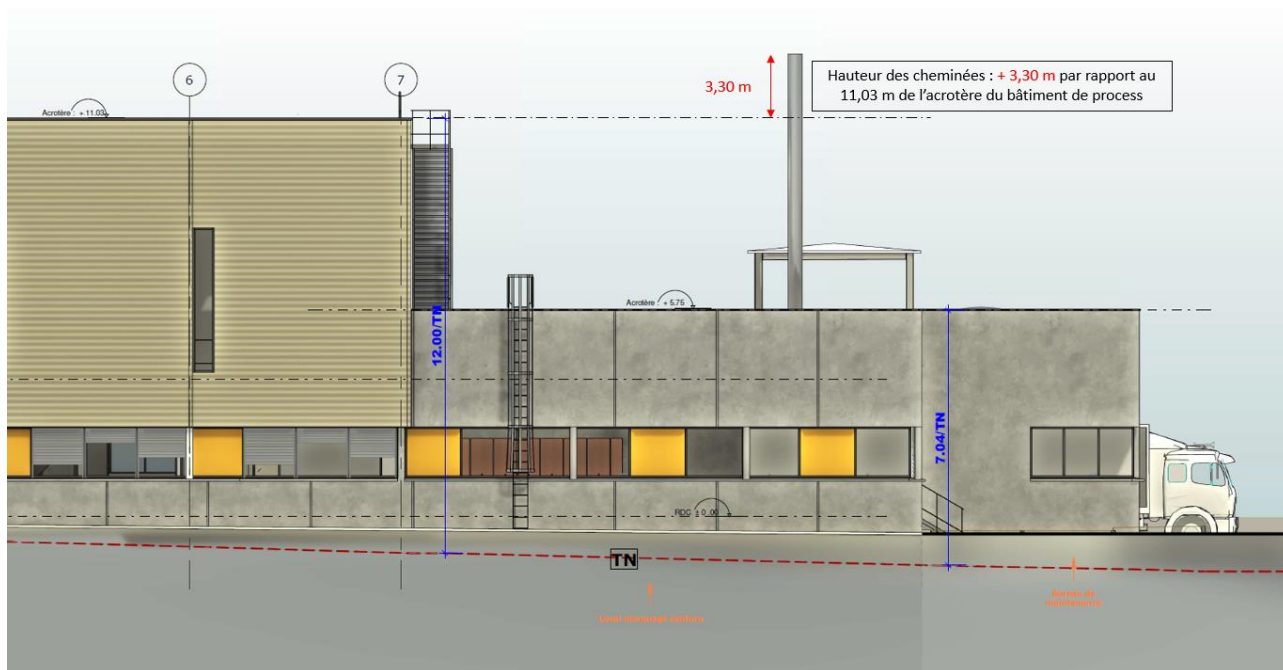 6
7
3,30 m
Hauteur des cheminées : + 3,30 m par rapport au
11,03 m de l'acrotère du bâtiment de process
Acrotère : + 11.03
Acrotère : + 5.75
12.00/TN
7.04/TN
RDC ± 0.00
TN
maintenance